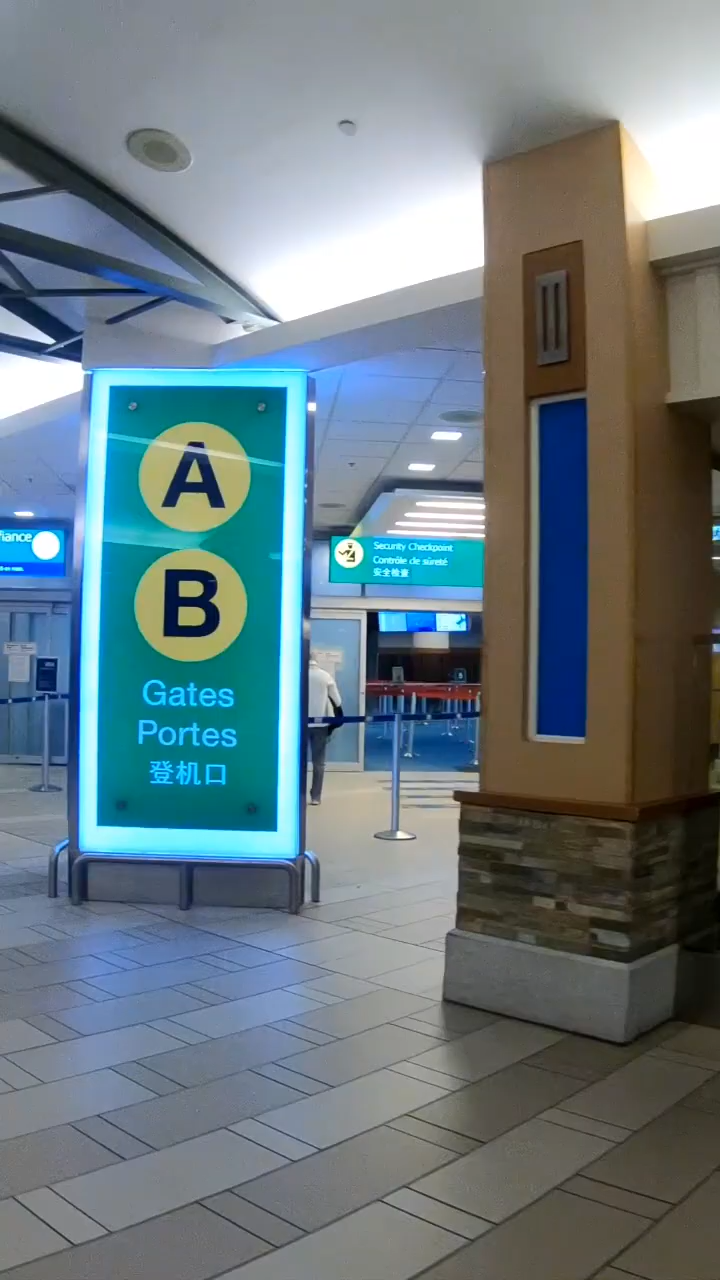 A
B
Gates
Portes
登机口
Security Checkpoint
Contrôle de sûreté
安全检查